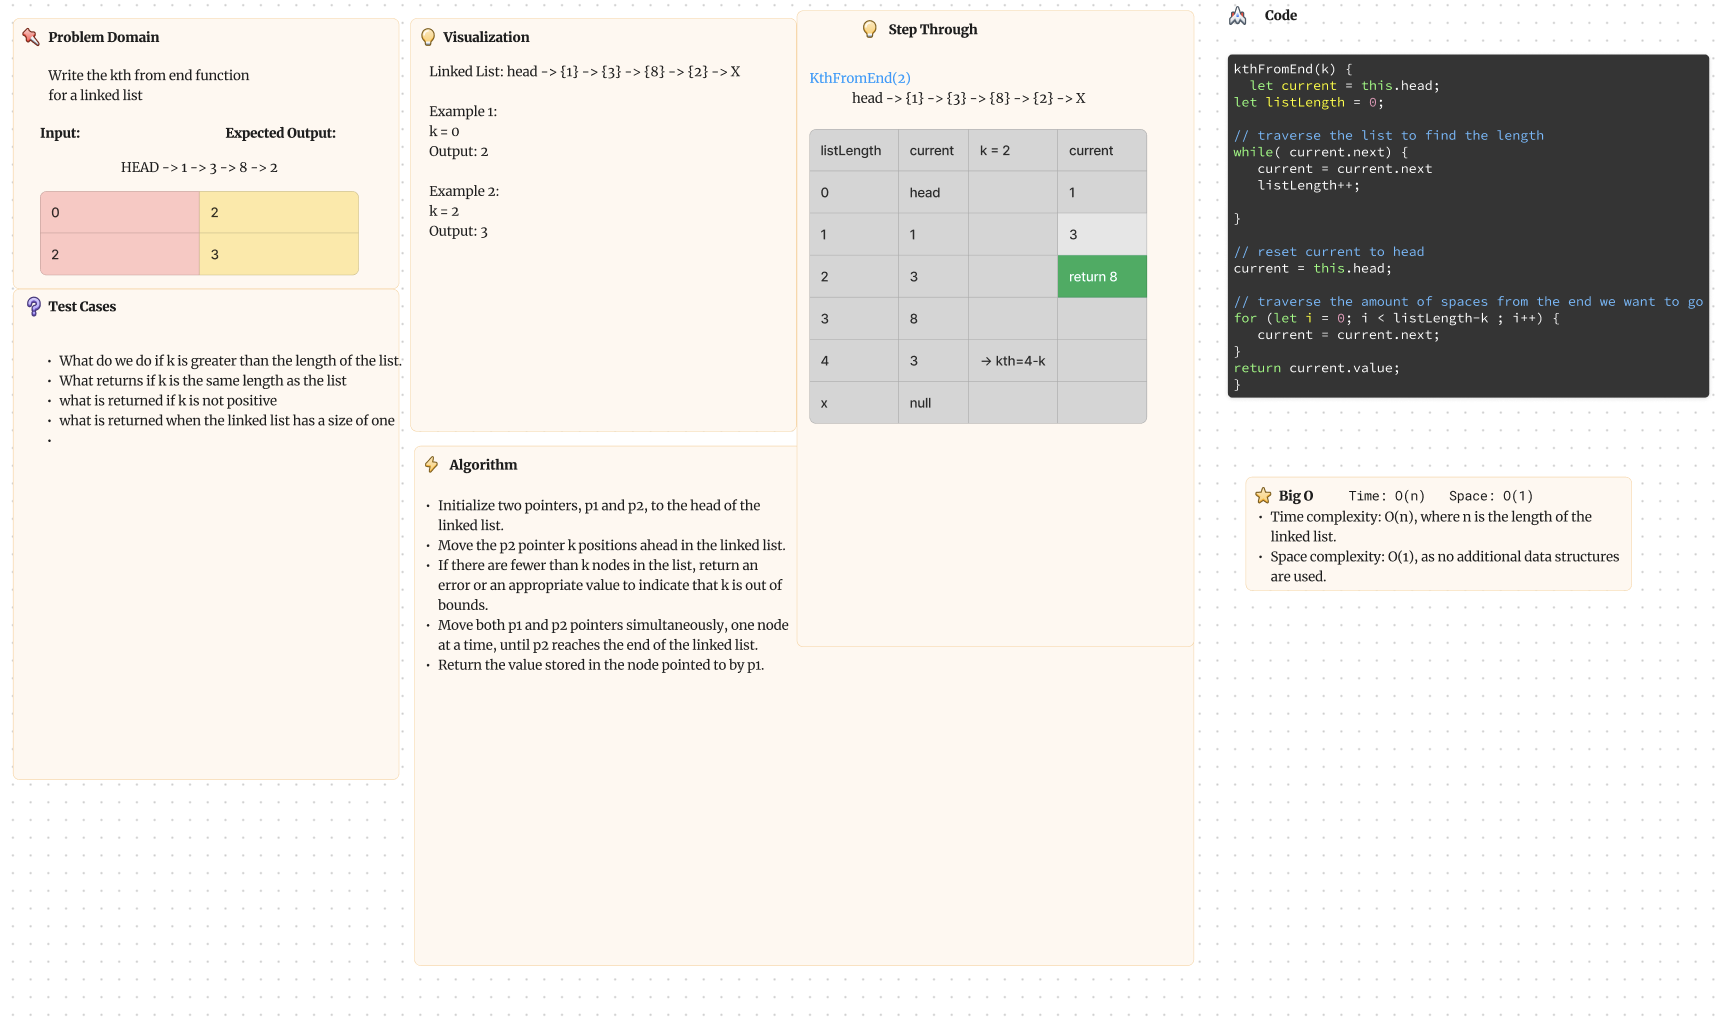 Problem Domain
Write the kth from end function
for a linked list
Input:
Expected Output:
HEAD -> 1 -> 3 -> 8 -> 2
0 2
2 3
Test Cases
• What do we do if k is greater than the length of the list.
• What returns if k is the same length as the list
• what is returned if k is not positive
• what is returned when the linked list has a size of one
•
Visualization
Linked List: head -> {1} -> {3} -> {8} -> {2} -> X
Example 1:
k = 0
Output: 2
Example 2:
k = 2
Output: 3
Algorithm
• Initialize two pointers, p1 and p2, to the head of the
linked list.
• Move the p2 pointer k positions ahead in the linked list.
• If there are fewer than k nodes in the list, return an
error or an appropriate value to indicate that k is out of
bounds.
• Move both p1 and p2 pointers simultaneously, one node
at a time, until p2 reaches the end of the linked list.
• Return the value stored in the node pointed to by p1.
Step Through
KthFromEnd(2)
head -> {1} -> {3} -> {8} -> {2} -> X
listLength current k = 2 current
0 head 1
1 1 3
2 3 return 8
3 8
4 3 → kth=4-k
x null
Code
kthFromEnd(k) {
let current = this.head;
let listLength = 0;
// traverse the list to find the length
while( current.next) {
current = current.next
listLength++;
}
// reset current to head
current = this.head;
// traverse the amount of spaces from the end we want to go
for (let i = 0; i < listLength-k ; i++) {
current = current.next;
}
return current.value;
}
Big O Time: O(n) Space: O(1)
• Time complexity: O(n), where n is the length of the
linked list.
• Space complexity: O(1), as no additional data structures
are used.